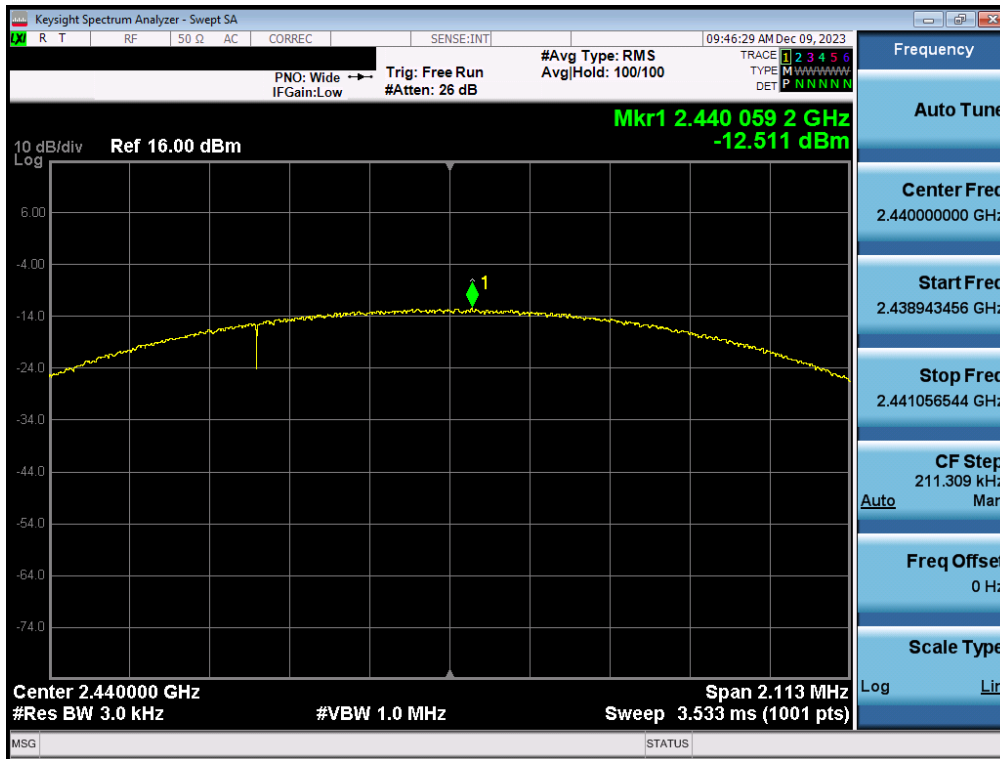 Keysight Spectrum Analyzer - Swept SA
LXI R T RF 50 Ω AC CORREC SENSE:INT 09:46:29 AM Dec 09, 2023
PNO: Wide
IFGain:Low
Trig: Free Run
#Atten: 26 dB
#Avg Type: RMS
Avg|Hold: 100/100
TRACE 1 2 3 4 5 6
TYPE M WWWWW
DET P N N N N N
Mkr1 2.440 059 2 GHz
-12.511 dBm
10 dB/div Ref 16.00 dBm
Log
6.00
-4.00
-14.0
-24.0
-34.0
-44.0
-54.0
-64.0
-74.0
1
Center 2.440000 GHz Span 2.113 MHz
#Res BW 3.0 kHz #VBW 1.0 MHz Sweep 3.533 ms (1001 pts)
MSG STATUS
Frequency
Auto Tune
Center Freq
2.440000000 GHz
Start Freq
2.438943456 GHz
Stop Freq
2.441056544 GHz
CF Step
211.309 kHz
Auto Man
Freq Offset
0 Hz
Scale Type
Log Lin